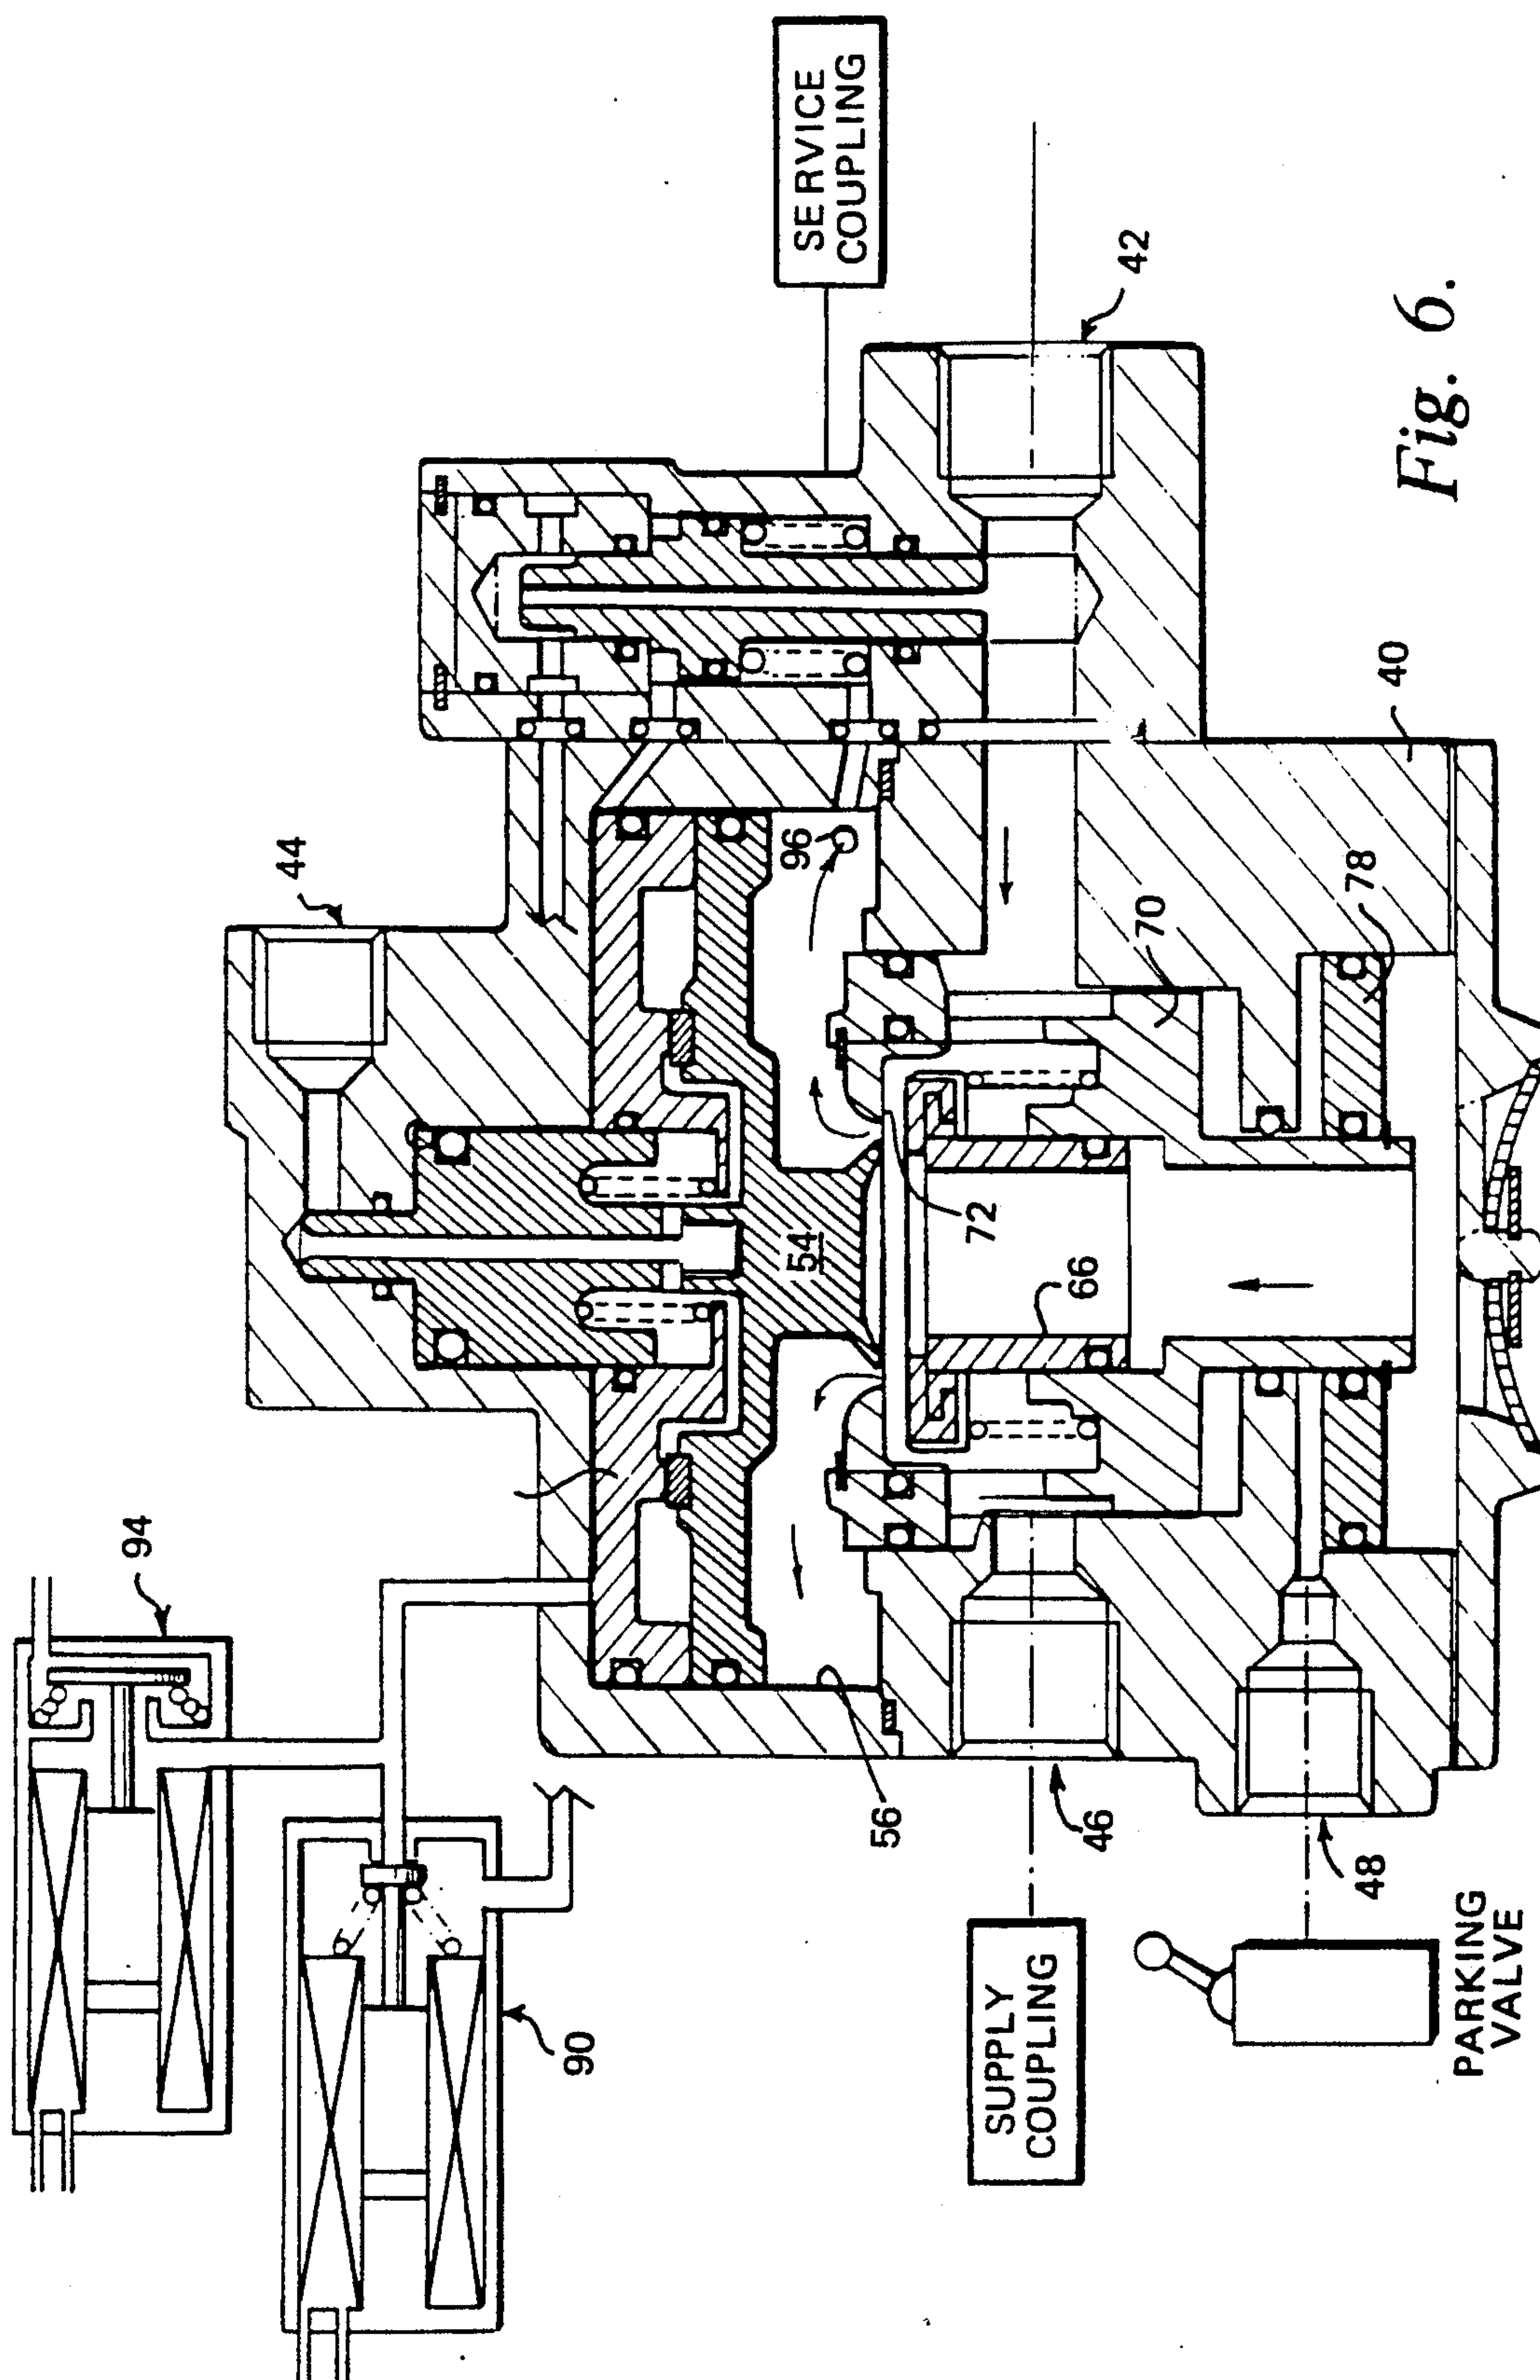 94
90
44
SERVICE
COUPLING
42
96
54
72
66
70
78
40
56
46
48
SUPPLY
COUPLING
PARKING
VALVE
Fig. 6.